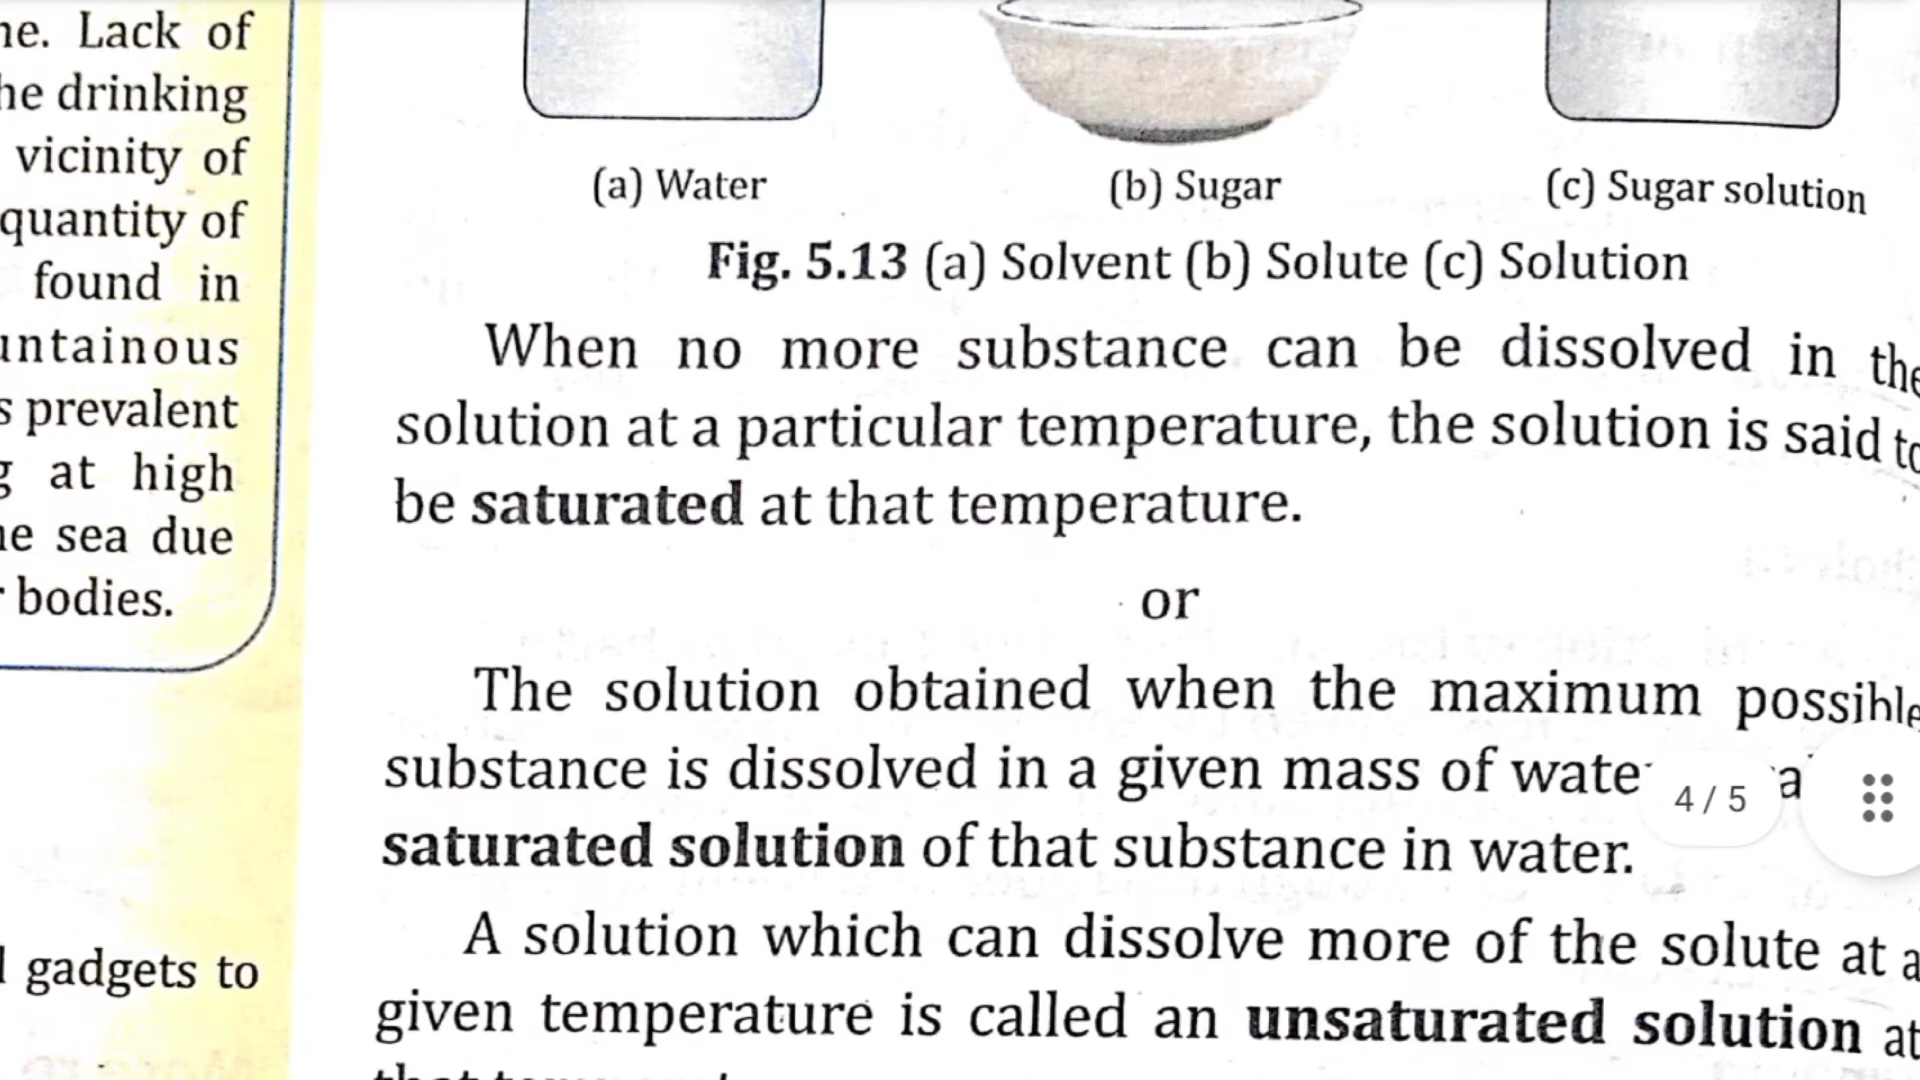 Lack of
drinking
vicinity of
quantity of
found in
prevalent
at high
sea due
bodies.
gadgets to
(a) Water
(b) Sugar
(c) Sugar solution
Fig. 5.13 (a) Solvent (b) Solute (c) Solution
When no more substance can be dissolved in the
solution at a particular temperature, the solution is said to
be saturated at that temperature.
or
The solution obtained when the maximum possible
substance is dissolved in a given mass of
saturated solution of that substance in water.
A solution which can dissolve more of the solute at a
given temperature is called an unsaturated solution at
4 / 5